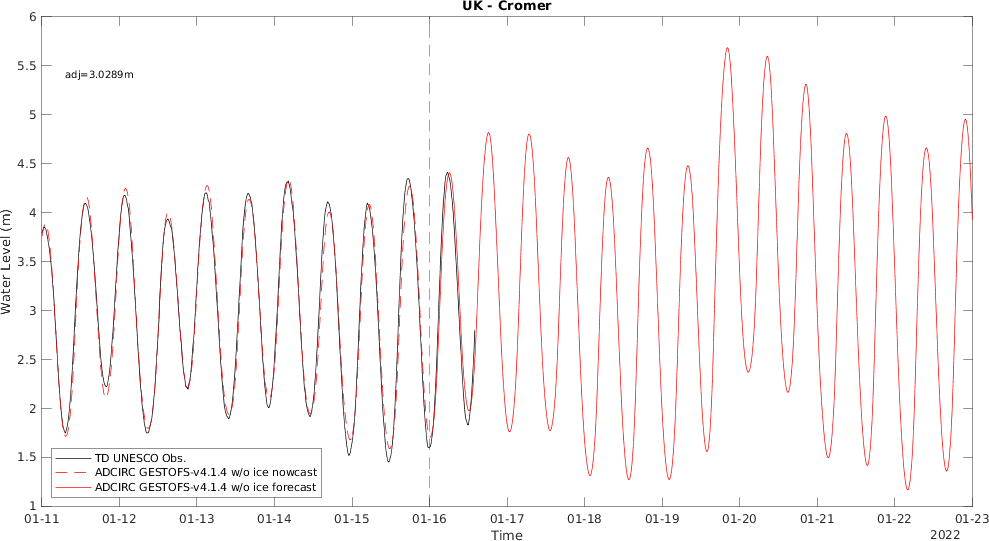 UK - Cromer
adj=3.0289m
6
5.5
5
4.5
4
3.5
3
2.5
2
1.5
1
Water Level (m)
TD UNESCO Obs.
ADCIRC GESTOFS-v4.1.4 w/o ice nowcast
ADCIRC GESTOFS-v4.1.4 w/o ice forecast
01-11 01-12 01-13 01-14 01-15 01-16 01-17 01-18 01-19 01-20 01-21 01-22 01-23
Time
2022